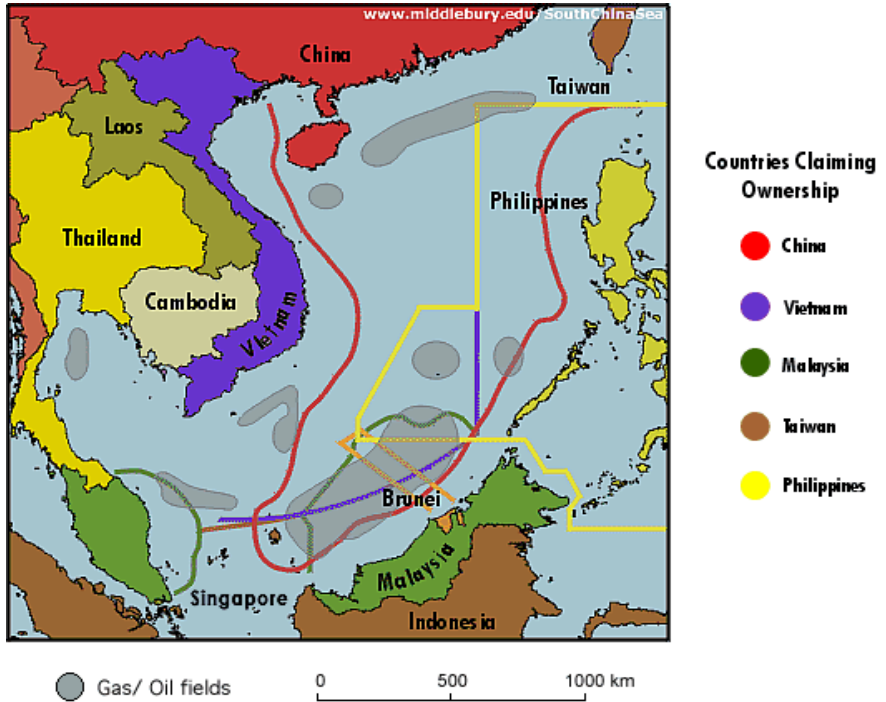 www.middlebury.edu/SouthChinaSea
China
Taiwan
Laos
Philippines
Thailand
Cambodia
Vietnam
Brunei
Malaysia
Singapore
Indonesia
Countries Claiming
Ownership
China
Vietnam
Malaysia
Taiwan
Philippines
Gas/ Oil fields
0 500 1000 km